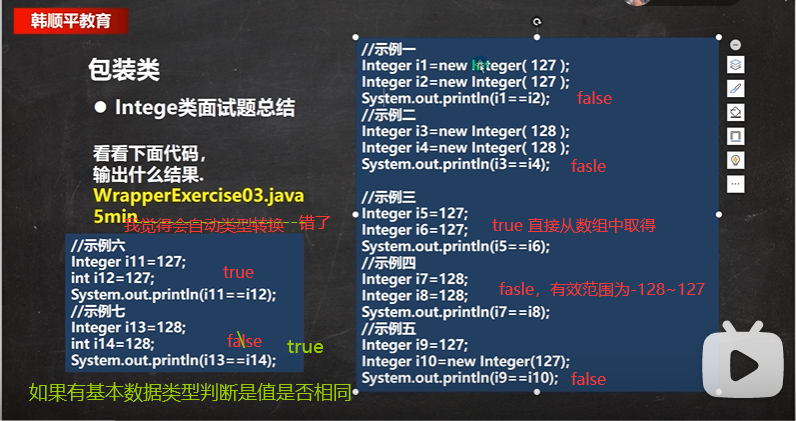 韩顺平教育
包装类
● Intege类面试题总结
看看下面代码，
输出什么结果.
WrapperExercise03.java
5min
我觉得会自动类型转换---错了
//示例六
Integer i11=127;
int i12=127;
true
System.out.println(i11==i12);
//示例七
Integer i13=128;
int i14=128;
false
true
System.out.println(i13==i14);
如果有基本数据类型判断是值是否相同
//示例一
Integer i1=new Integer( 127 );
Integer i2=new Integer( 127 );
System.out.println(i1==i2);
false
//示例二
Integer i3=new Integer( 128 );
Integer i4=new Integer( 128 );
System.out.println(i3==i4);
fasle
//示例三
Integer i5=127;
Integer i6=127;
true 直接从数组中取得
System.out.println(i5==i6);
//示例四
Integer i7=128;
Integer i8=128;
fasle，有效范围为-128~127
System.out.println(i7==i8);
//示例五
Integer i9=127;
Integer i10=new Integer(127);
System.out.println(i9==i10);
false